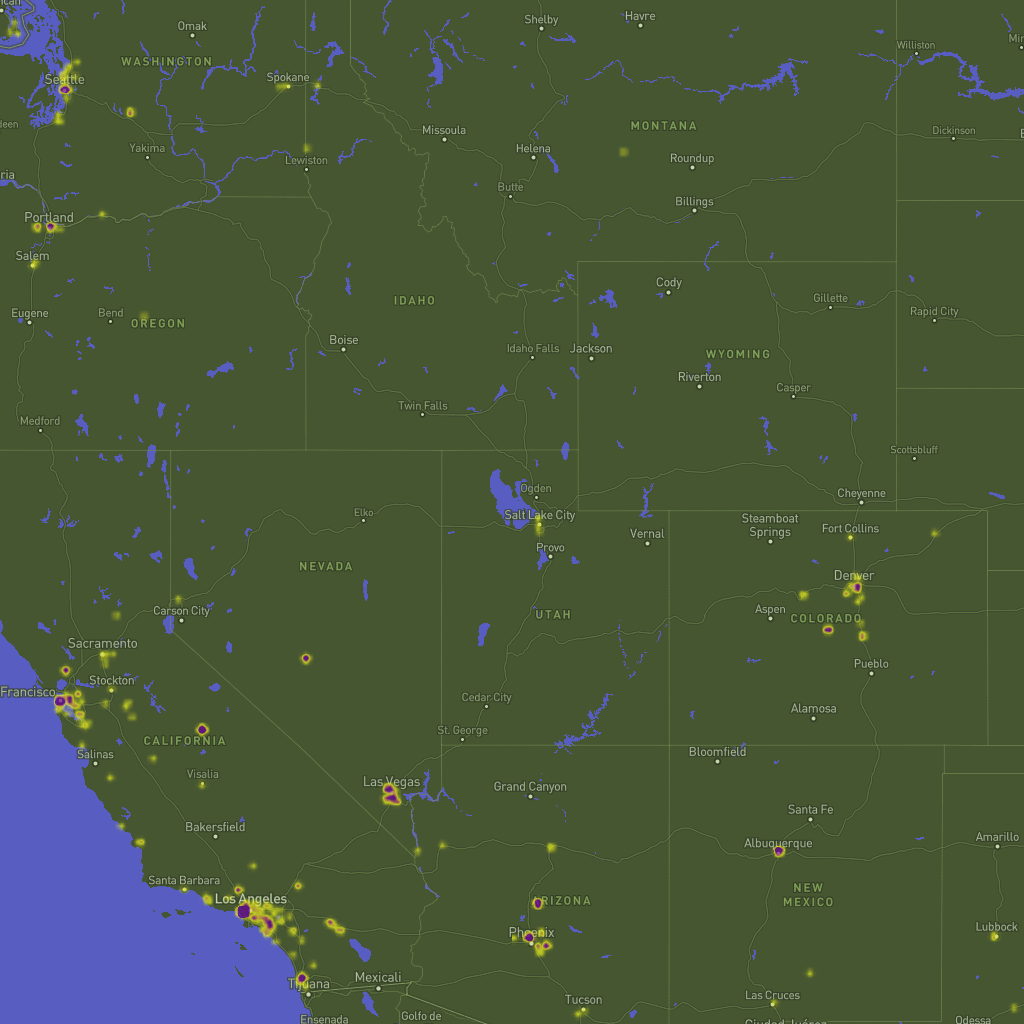 Shelby
Havre
Omak
Williston
WASHINGTON
Seattle
Spokane
MONTANA
Missoula
Dickinson
Yakima
Helena
Lewiston
Roundup
Butte
Billings
Portland
Salem
Cody
IDAHO
Gillette
Eugene
Bend
OREGON
Rapid City
Boise
Idaho Falls
Jackson
WYOMING
Riverton
Casper
Twin Falls
Medford
Scottsbluff
Ogden
Cheyenne
Elko
Salt Lake City
Steamboat
Springs
Fort Collins
Vernal
Provo
NEVADA
Denver
Carson City
UTAH
Aspen
COLORADO
Sacramento
Pueblo
Stockton
Francisco
Cedar City
Alamosa
St. George
CALIFORNIA
Salinas
Bloomfield
Visalia
Las Vegas
Grand Canyon
Santa Fe
Bakersfield
Albuquerque
Amarillo
Santa Barbara
NEW
MEXICO
Los Angeles
ARIZONA
Phoenix
Lubbock
Tijuana
Mexicali
Las Cruces
Tucson
Ensenada
Golfo de
Odessa
Ciudad Juárez